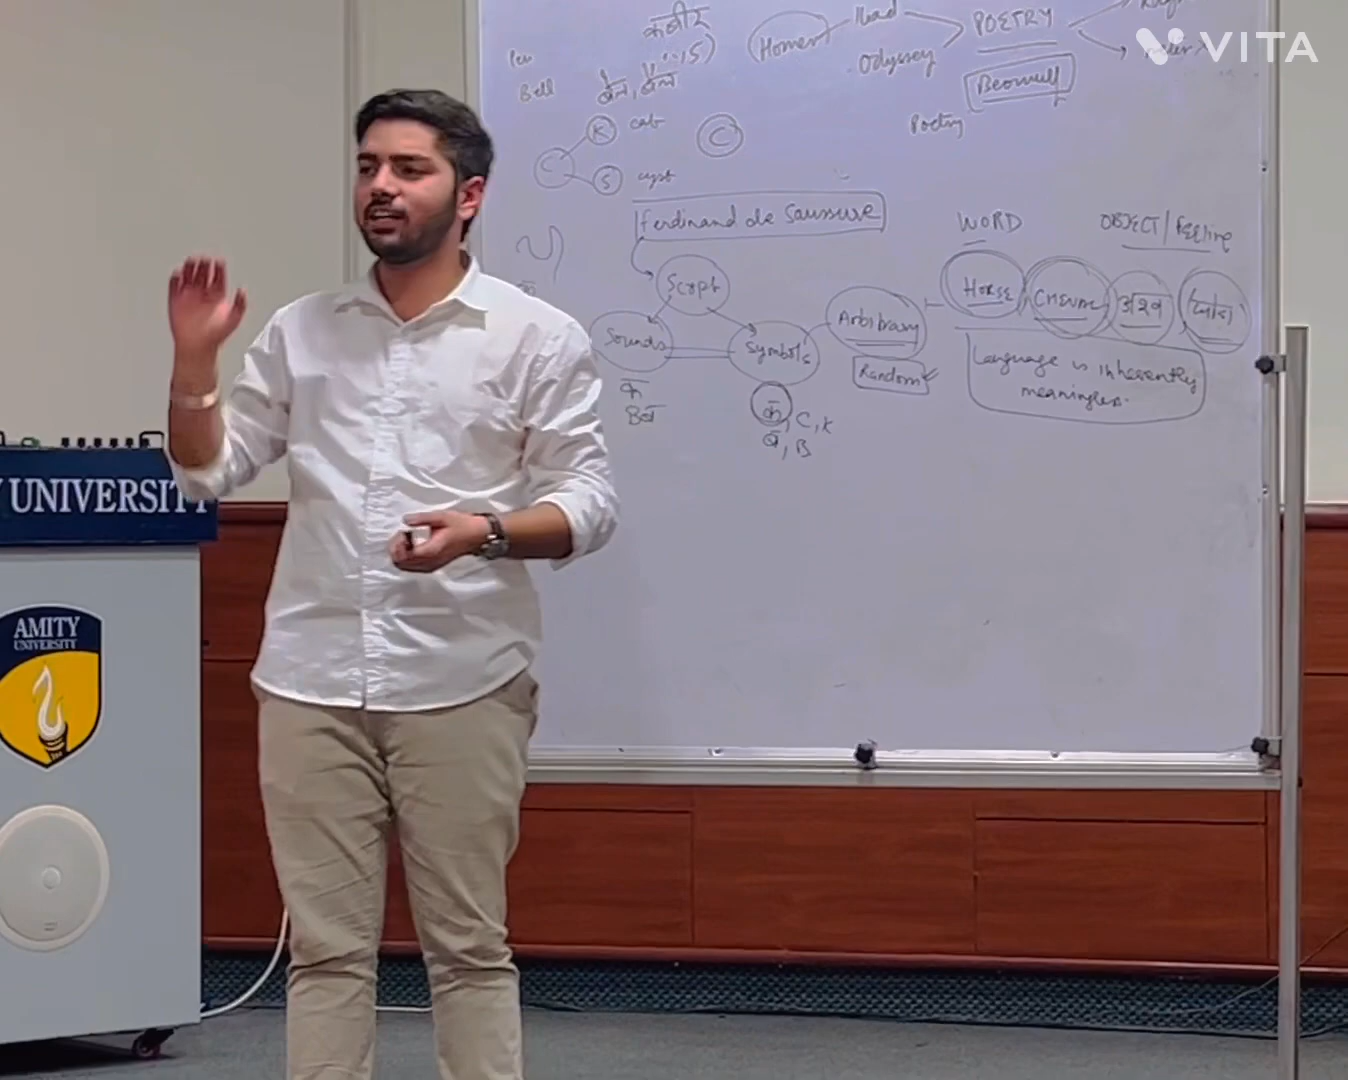 VITA
कबीर
Homer
Iliad
Odyssey
POETRY
Beowulf
Poetry
Pen
Bell
K
cab
C
S
cyst
C
Ferdinand de Saussure
WORD
OBJECT / Feeling
Script
Sounds
Symbols
Arbitrary
Random
HORSE
CHEVAL
अश्व
घोड़ा
Language is inherently
meaningless.
क
क, C, K
ब, B
Y UNIVERSITY
AMITY
UNIVERSITY